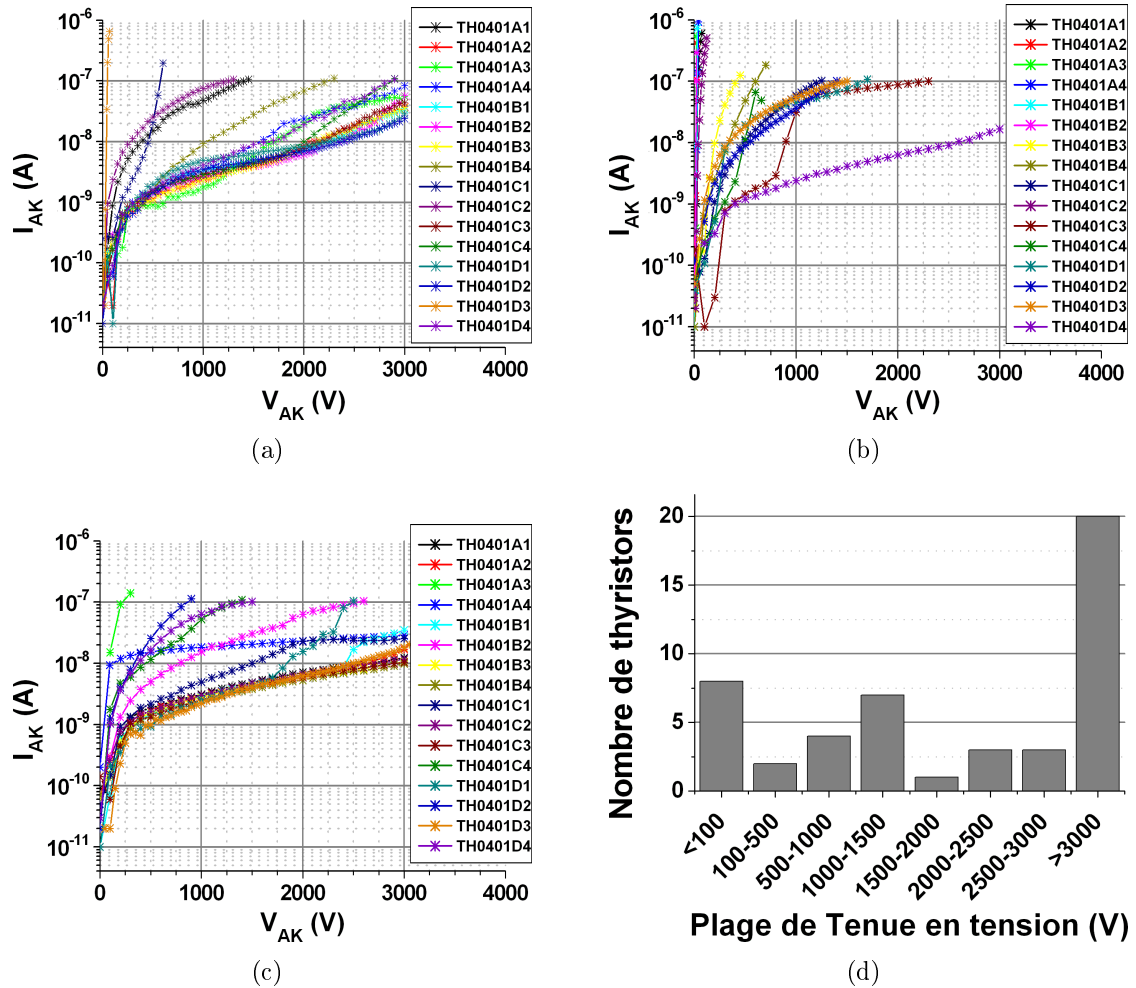 10⁻⁶
10⁻⁷
10⁻⁸
10⁻⁹
10⁻¹⁰
10⁻¹¹
I_AK (A)
0 1000 2000 3000 4000
V_AK (V)
TH0401A1
TH0401A2
TH0401A3
TH0401A4
TH0401B1
TH0401B2
TH0401B3
TH0401B4
TH0401C1
TH0401C2
TH0401C3
TH0401C4
TH0401D1
TH0401D2
TH0401D3
TH0401D4
(a)
10⁻⁶
10⁻⁷
10⁻⁸
10⁻⁹
10⁻¹⁰
10⁻¹¹
I_AK (A)
0 1000 2000 3000 4000
V_AK (V)
TH0401A1
TH0401A2
TH0401A3
TH0401A4
TH0401B1
TH0401B2
TH0401B3
TH0401B4
TH0401C1
TH0401C2
TH0401C3
TH0401C4
TH0401D1
TH0401D2
TH0401D3
TH0401D4
(b)
10⁻⁶
10⁻⁷
10⁻⁸
10⁻⁹
10⁻¹⁰
10⁻¹¹
I_AK (A)
0 1000 2000 3000 4000
V_AK (V)
TH0401A1
TH0401A2
TH0401A3
TH0401A4
TH0401B1
TH0401B2
TH0401B3
TH0401B4
TH0401C1
TH0401C2
TH0401C3
TH0401C4
TH0401D1
TH0401D2
TH0401D3
TH0401D4
(c)
20
15
10
5
0
Nombre de thyristors
<100
100-500
500-1000
1000-1500
1500-2000
2000-2500
2500-3000
>3000
Plage de Tenue en tension (V)
(d)